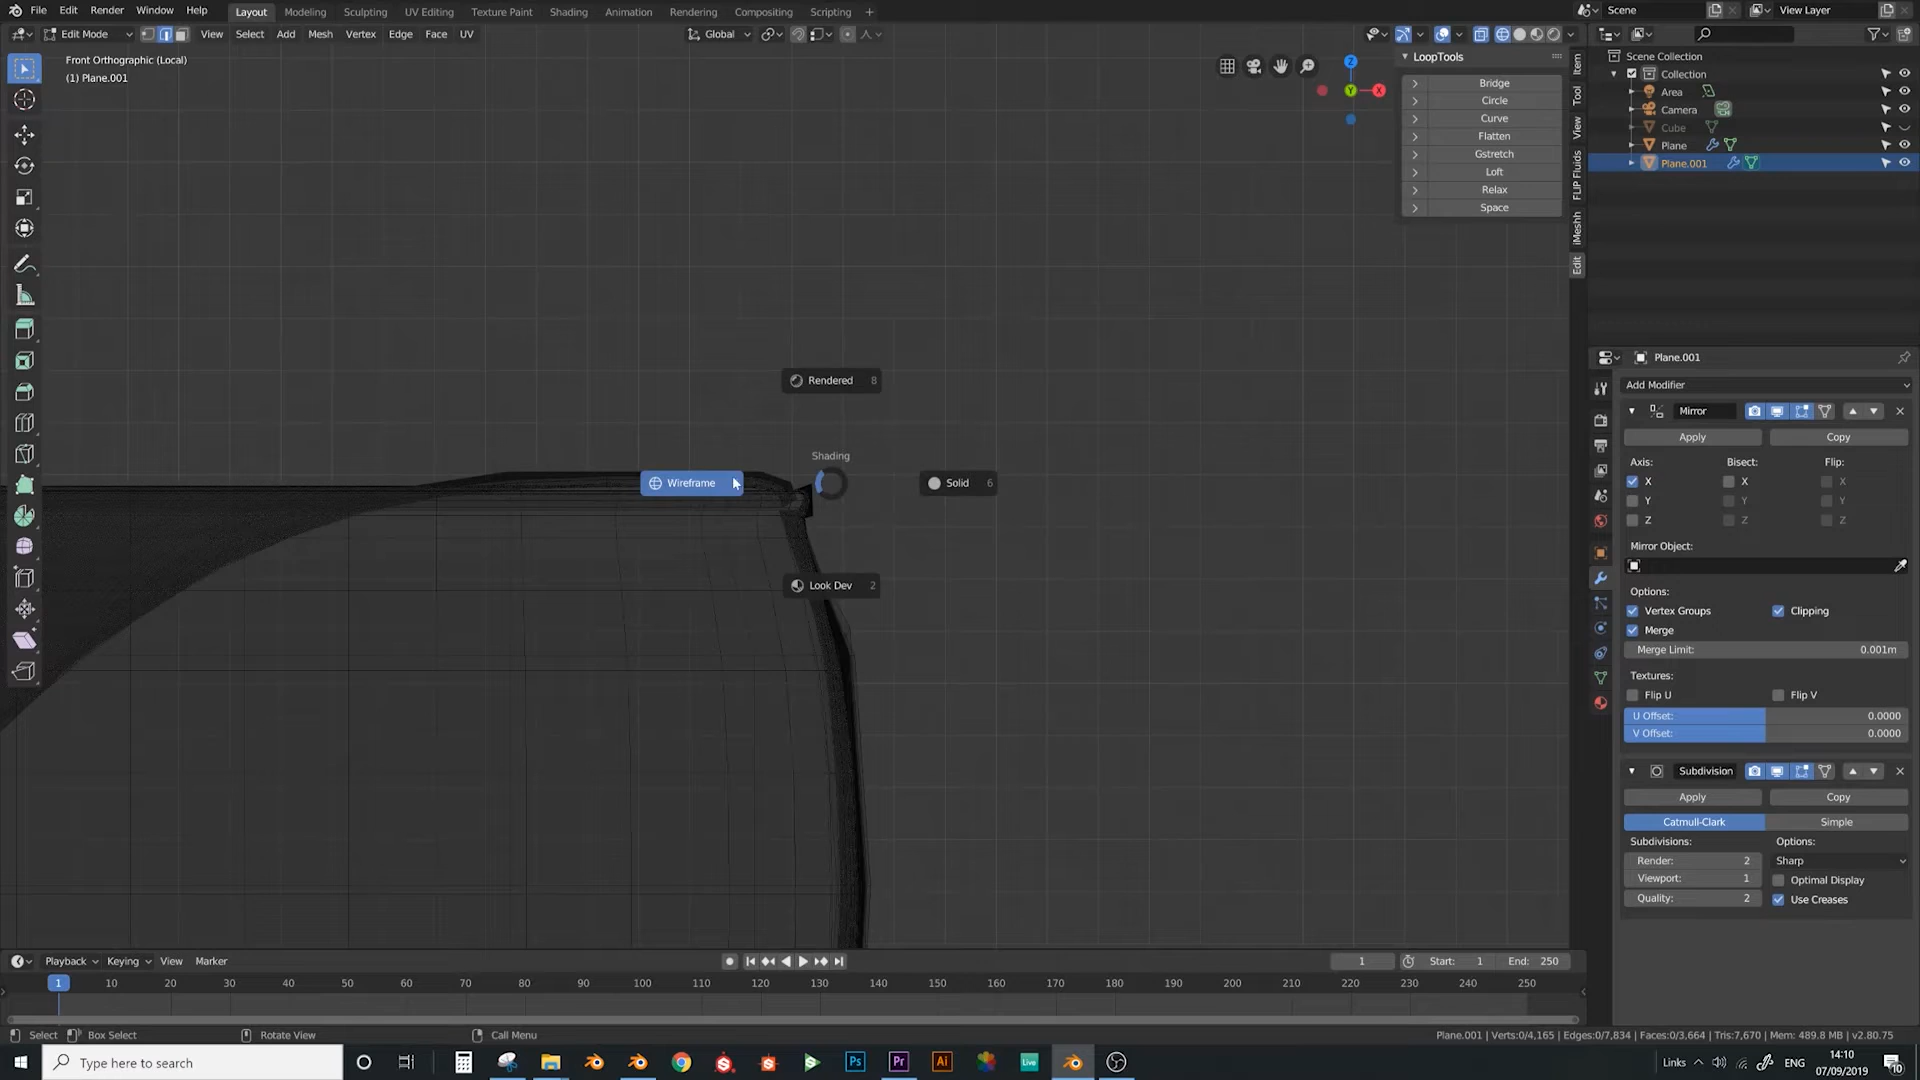 File Edit Render Window Help Layout Modeling Sculpting UV Editing Texture Paint Shading Animation Rendering Compositing Scripting + Scene View Layer
Edit Mode View Select Add Mesh Vertex Edge Face UV Global
Front Orthographic (Local)
(1) Plane.001
Z
Y
X
LoopTools
Bridge
Circle
Curve
Flatten
Gstretch
Loft
Relax
Space
Item
Tool
View
FLIP Fluids
iMeshh
Edit
Scene Collection
Collection
Area
Camera
Cube
Plane
Plane.001
Rendered 8
Shading
Wireframe
Solid 6
Look Dev 2
Plane.001
Add Modifier
Mirror
Apply Copy
Axis: Bisect: Flip:
X X X
Y Y Y
Z Z Z
Mirror Object:
Options:
Vertex Groups Clipping
Merge
Merge Limit: 0.001m
Textures:
Flip U Flip V
U Offset: 0.0000
V Offset: 0.0000
Subdivision
Apply Copy
Catmull-Clark Simple
Subdivisions: Options:
Render: 2 Sharp
Viewport: 1 Optimal Display
Quality: 2 Use Creases
Playback Keying View Marker 1 Start: 1 End: 250
1 10 20 30 40 50 60 70 80 90 100 110 120 130 140 150 160 170 180 190 200 210 220 230 240 250
Select Box Select Rotate View Call Menu Plane.001 | Verts:0/4,165 | Edges:0/7,834 | Faces:0/3,664 | Tris:7,670 | Mem: 489.8 MB | v2.80.75
Type here to search Ps Pr Ai Live Links ENG 14:10
07/09/2019 10